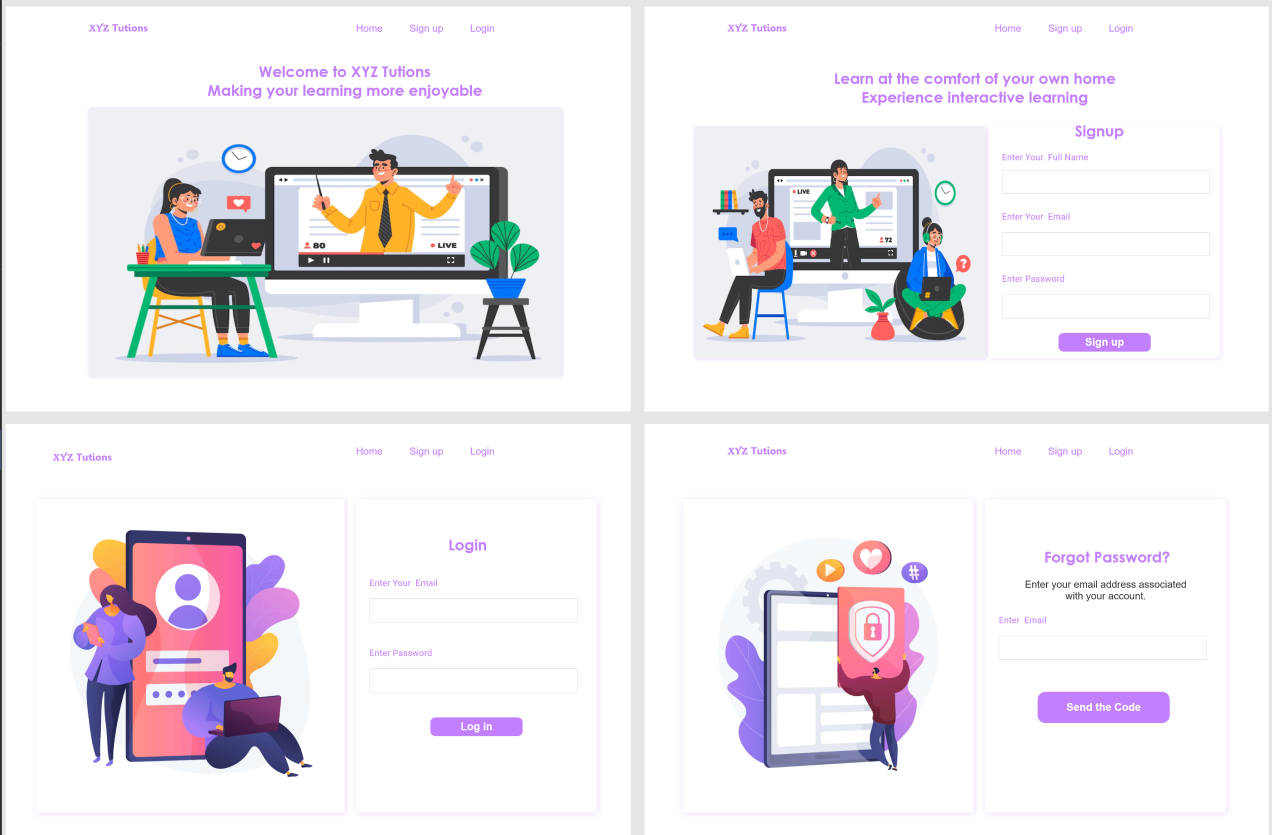 XYZ Tutions
Home Sign up Login
Welcome to XYZ Tutions
Making your learning more enjoyable
80
LIVE
XYZ Tutions
Home Sign up Login
Learn at the comfort of your own home
Experience interactive learning
LIVE
72
?
Signup
Enter Your Full Name
Enter Your Email
Enter Password
Sign up
XYZ Tutions
Home Sign up Login
Login
Enter Your Email
Enter Password
Log in
XYZ Tutions
Home Sign up Login
#
Forgot Password?
Enter your email address associated
with your account.
Enter Email
Send the Code